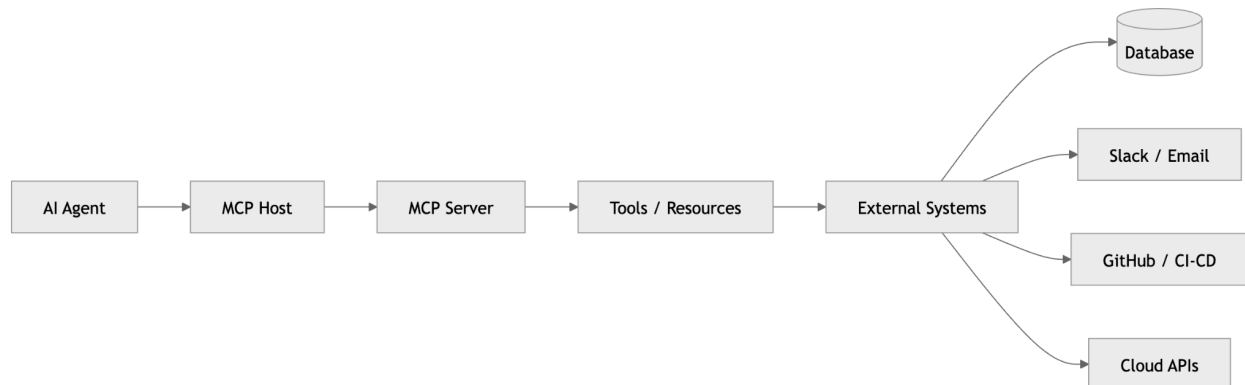 AI Agent
MCP Host
MCP Server
Tools / Resources
External Systems
Database
Slack / Email
GitHub / CI-CD
Cloud APIs